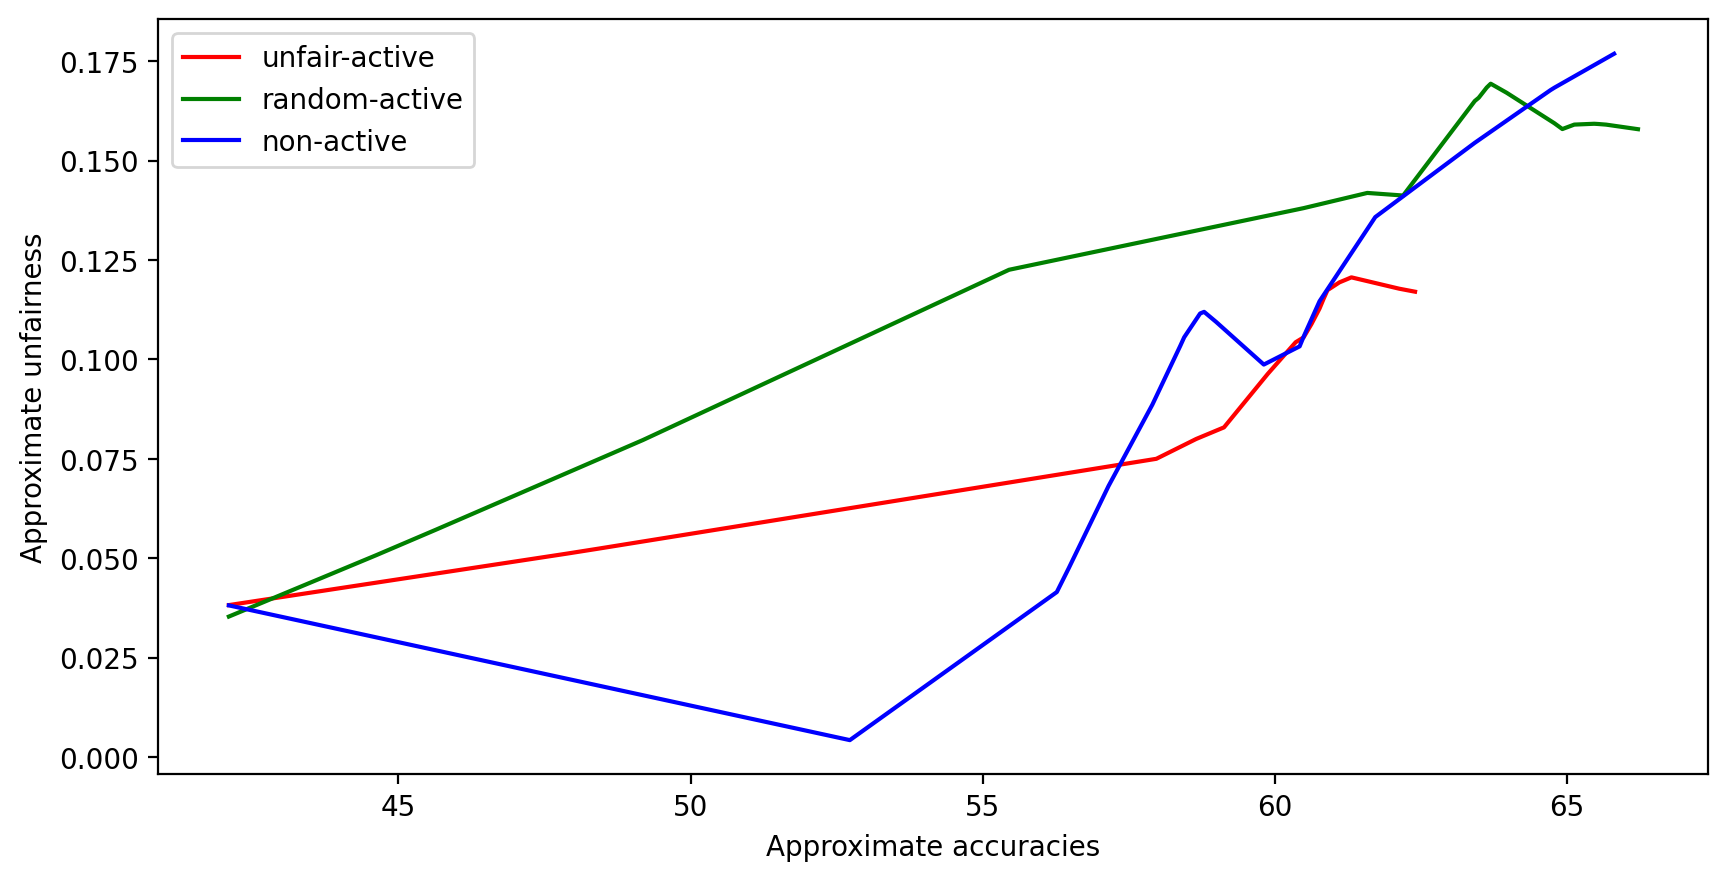 unfair-active
random-active
non-active
0.175
0.150
0.125
0.100
0.075
0.050
0.025
0.000
Approximate unfairness
45 50 55 60 65
Approximate accuracies